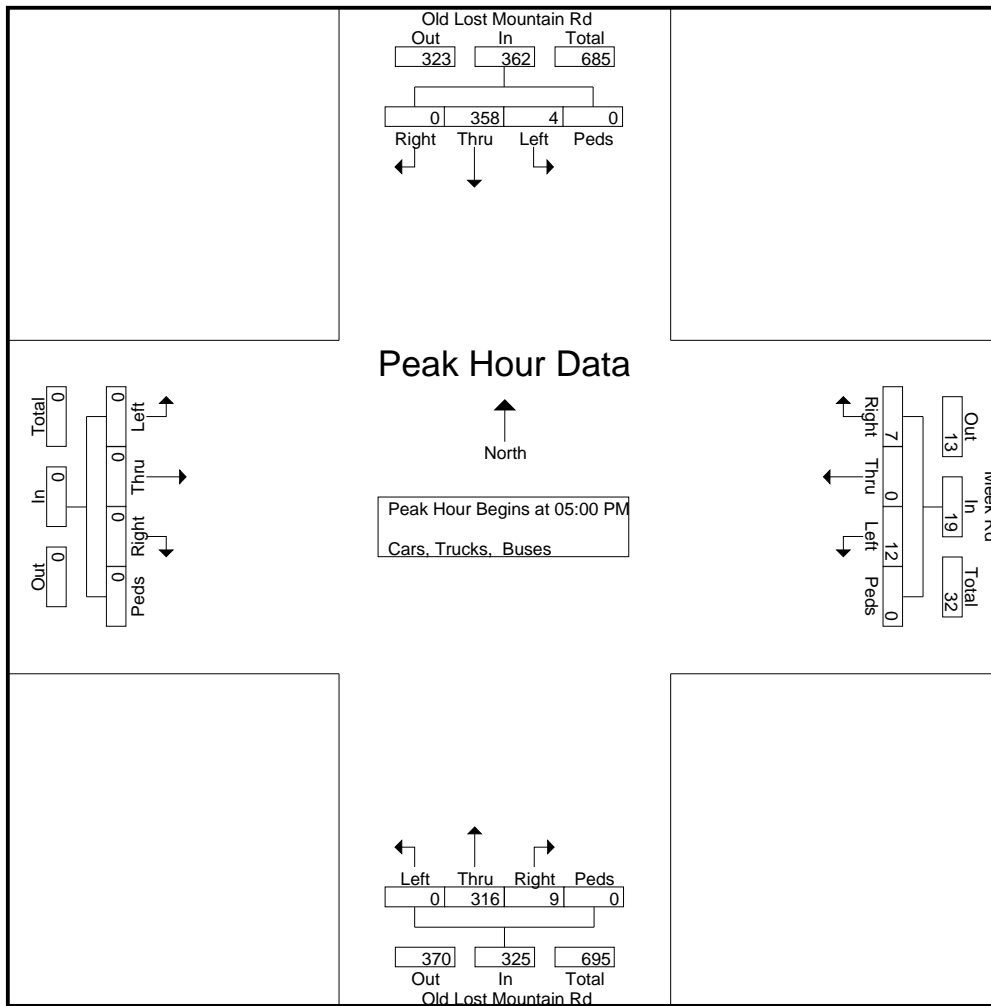 Old Lost Mountain Rd
Out In Total
323 362 685
0 358 4 0
Right Thru Left Peds
Peak Hour Data
North
Peak Hour Begins at 05:00 PM
Cars, Trucks, Buses
Total In Out
0 0 0
0 0 0 0
Left Thru Right Peds
Right Thru Left Peds
7 0 12 0
Out In Total
13 19 32
Meek Rd
Left Thru Right Peds
0 316 9 0
370 325 695
Out In Total
Old Lost Mountain Rd